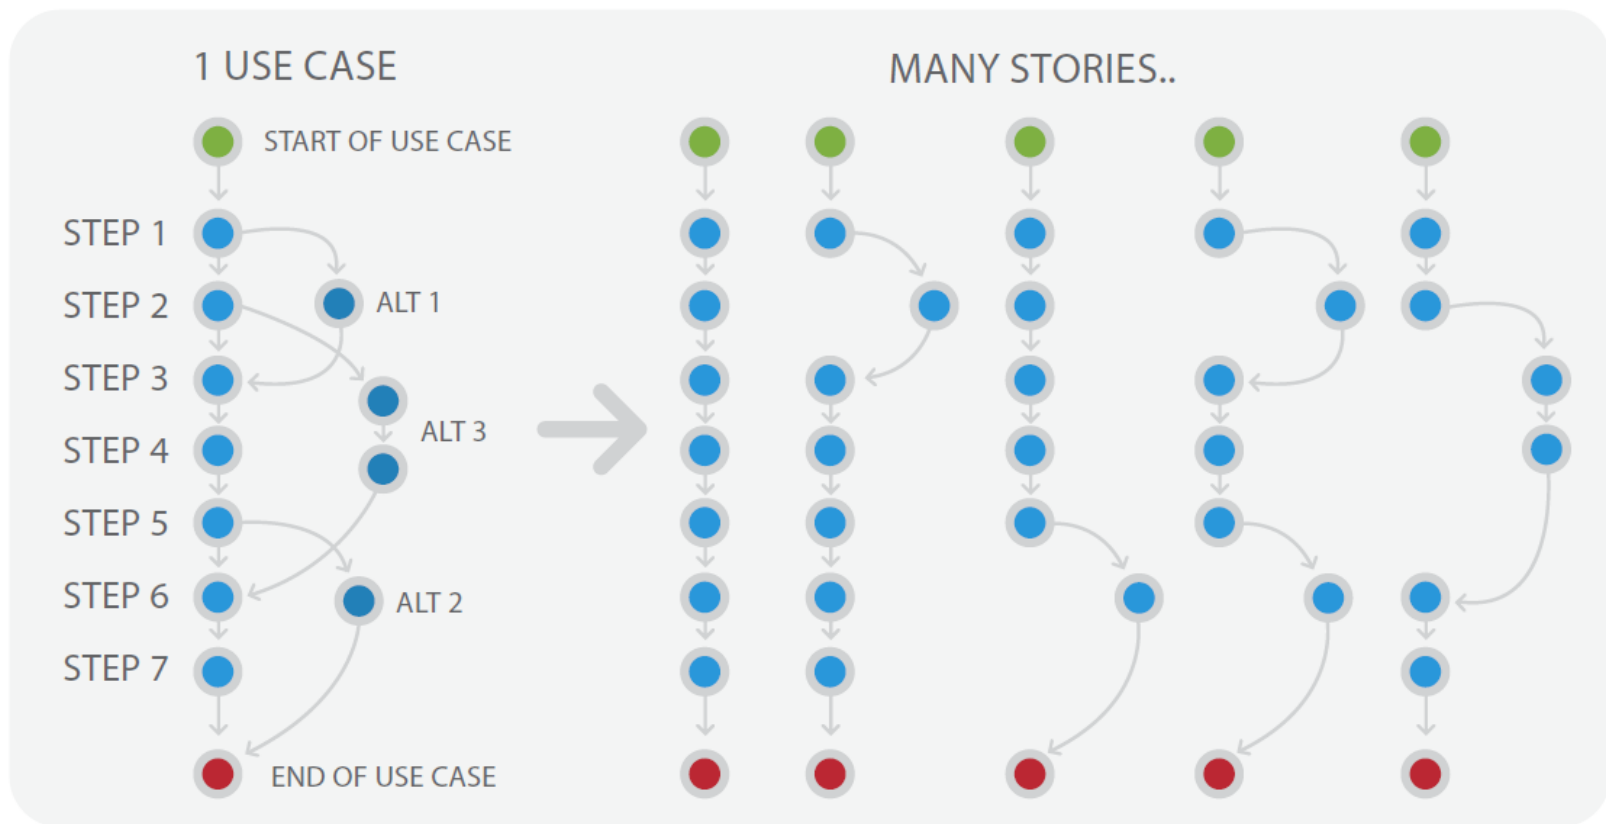 1 USE CASE
MANY STORIES..
START OF USE CASE
STEP 1
STEP 2
ALT 1
STEP 3
ALT 3
STEP 4
STEP 5
STEP 6
ALT 2
STEP 7
END OF USE CASE